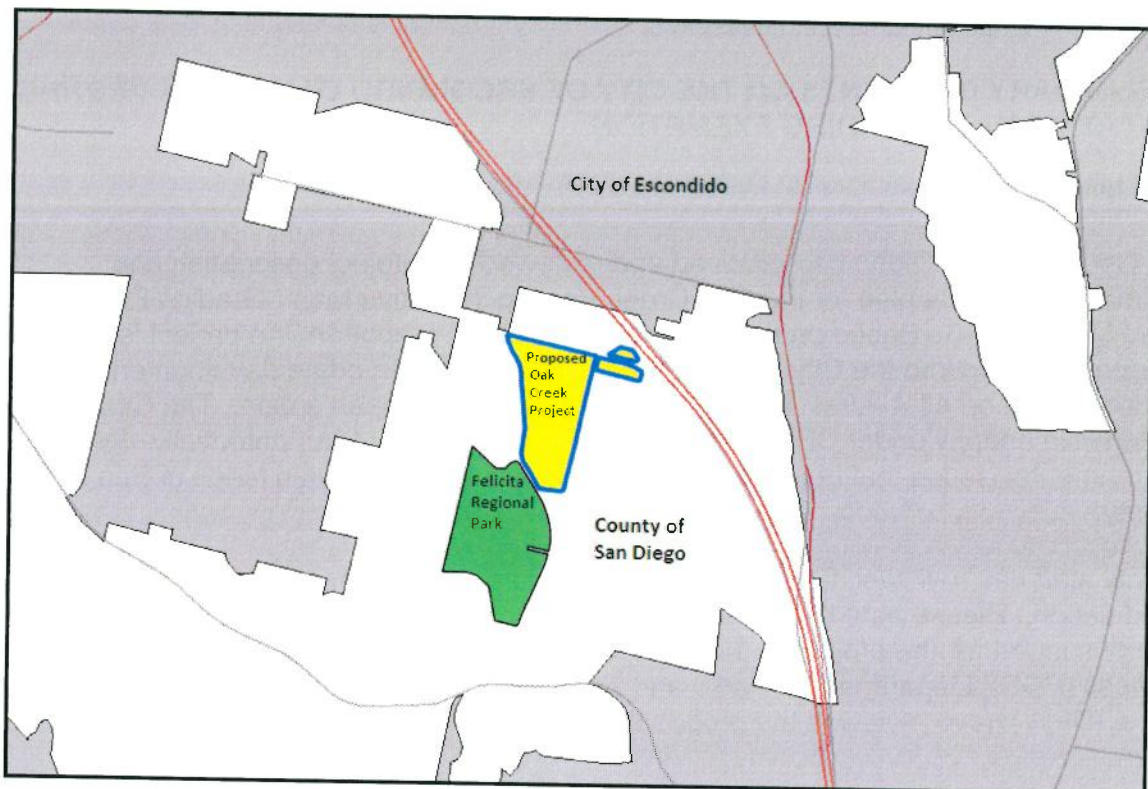 City of Escondido
Proposed
Oak
Creek
Project
Felicita
Regional
Park
County of
San Diego